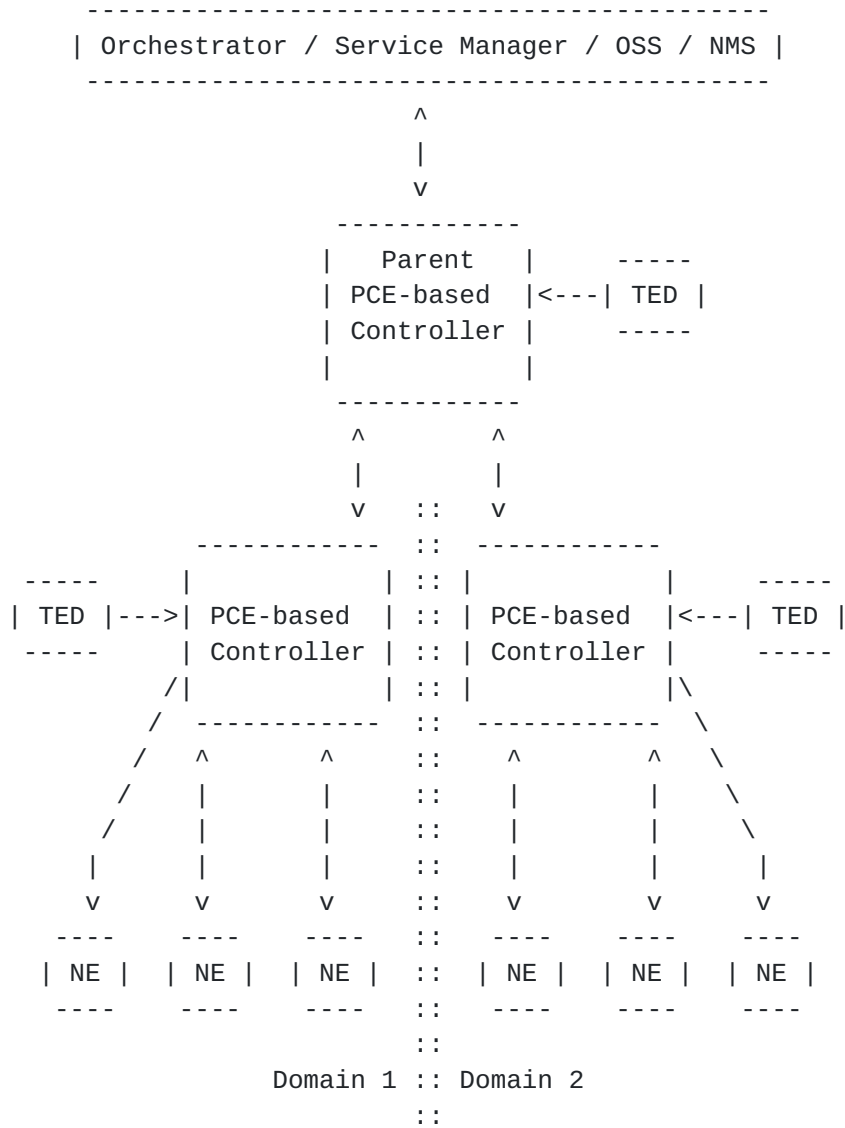 ---------------------------------------------
| Orchestrator / Service Manager / OSS / NMS |
---------------------------------------------
^
|
v
------------
|   Parent   |     -----
| PCE-based  |<---| TED |
| Controller |     -----
|            |
------------
^        ^
|        |
v   ::   v
------------  ::  ------------
-----     |            | :: |            |     -----
| TED |--->| PCE-based  | :: | PCE-based  |<---| TED |
-----     | Controller | :: | Controller |     -----
/|            | :: |            |\
/  ------------  ::  ------------  \
/   ^       ^     ::    ^        ^   \
/    |       |     ::    |        |    \
/     |       |     ::    |        |     \
|      |       |     ::    |        |      |
v      v       v     ::    v        v      v
----    ----    ----   ::   ----    ----    ----
| NE |  | NE |  | NE |  ::  | NE |  | NE |  | NE |
----    ----    ----   ::   ----    ----    ----
::
Domain 1 :: Domain 2
::